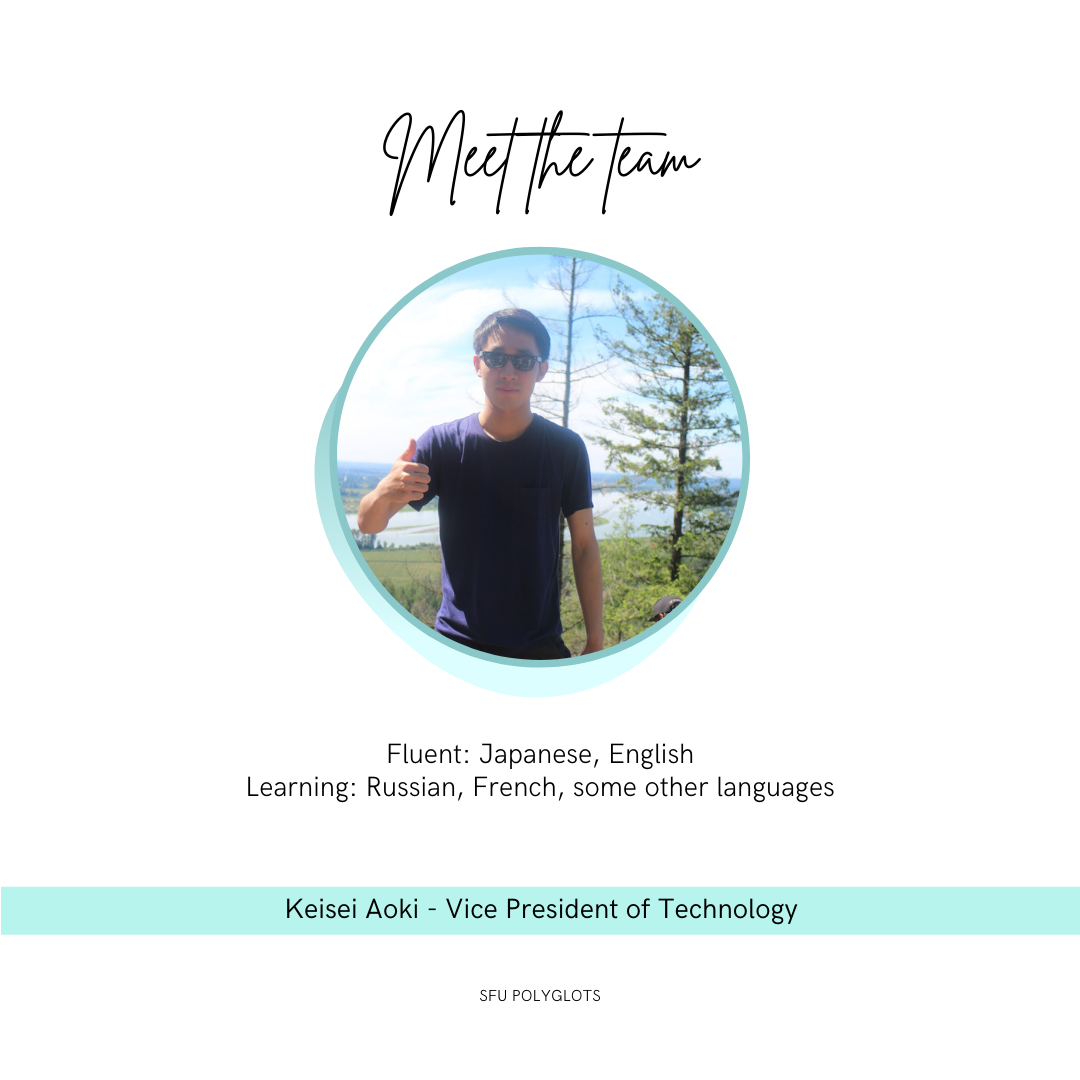 Meet the team
Fluent: Japanese, English
Learning: Russian, French, some other languages
Keisei Aoki - Vice President of Technology
SFU POLYGLOTS